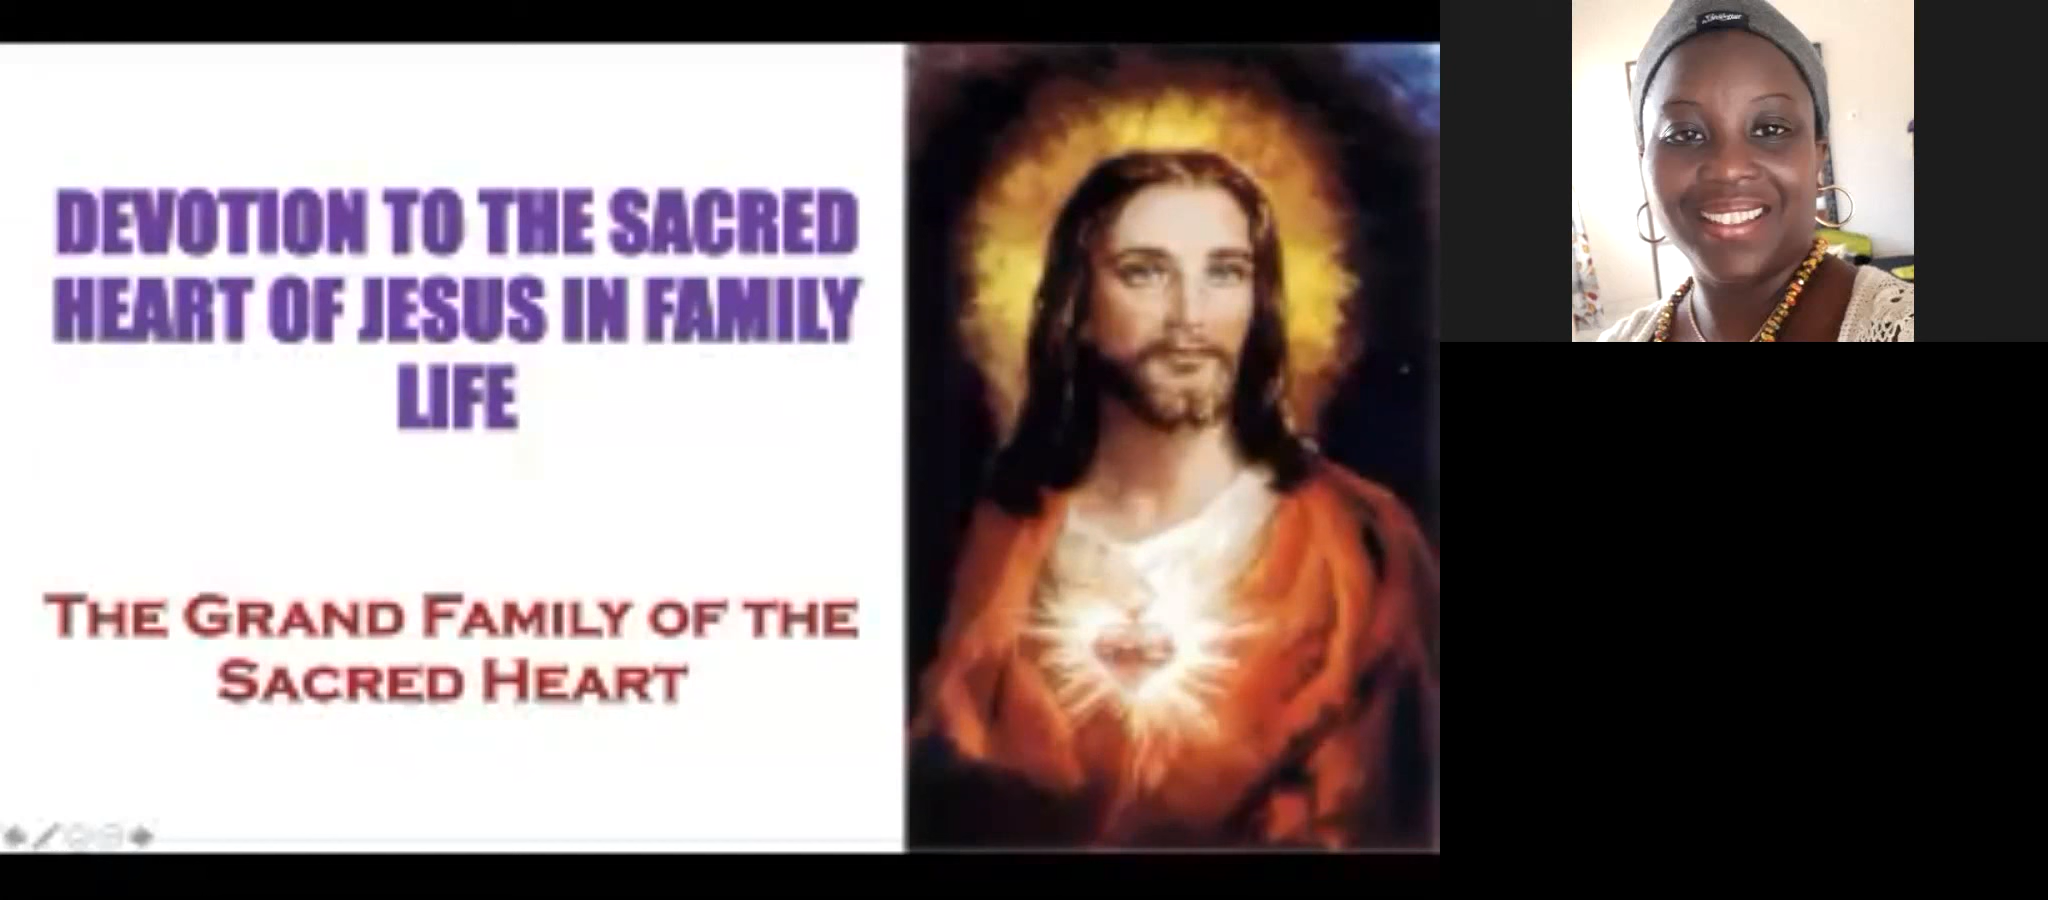 DEVOTION TO THE SACRED
HEART OF JESUS IN FAMILY
LIFE
THE GRAND FAMILY OF THE
SACRED HEART